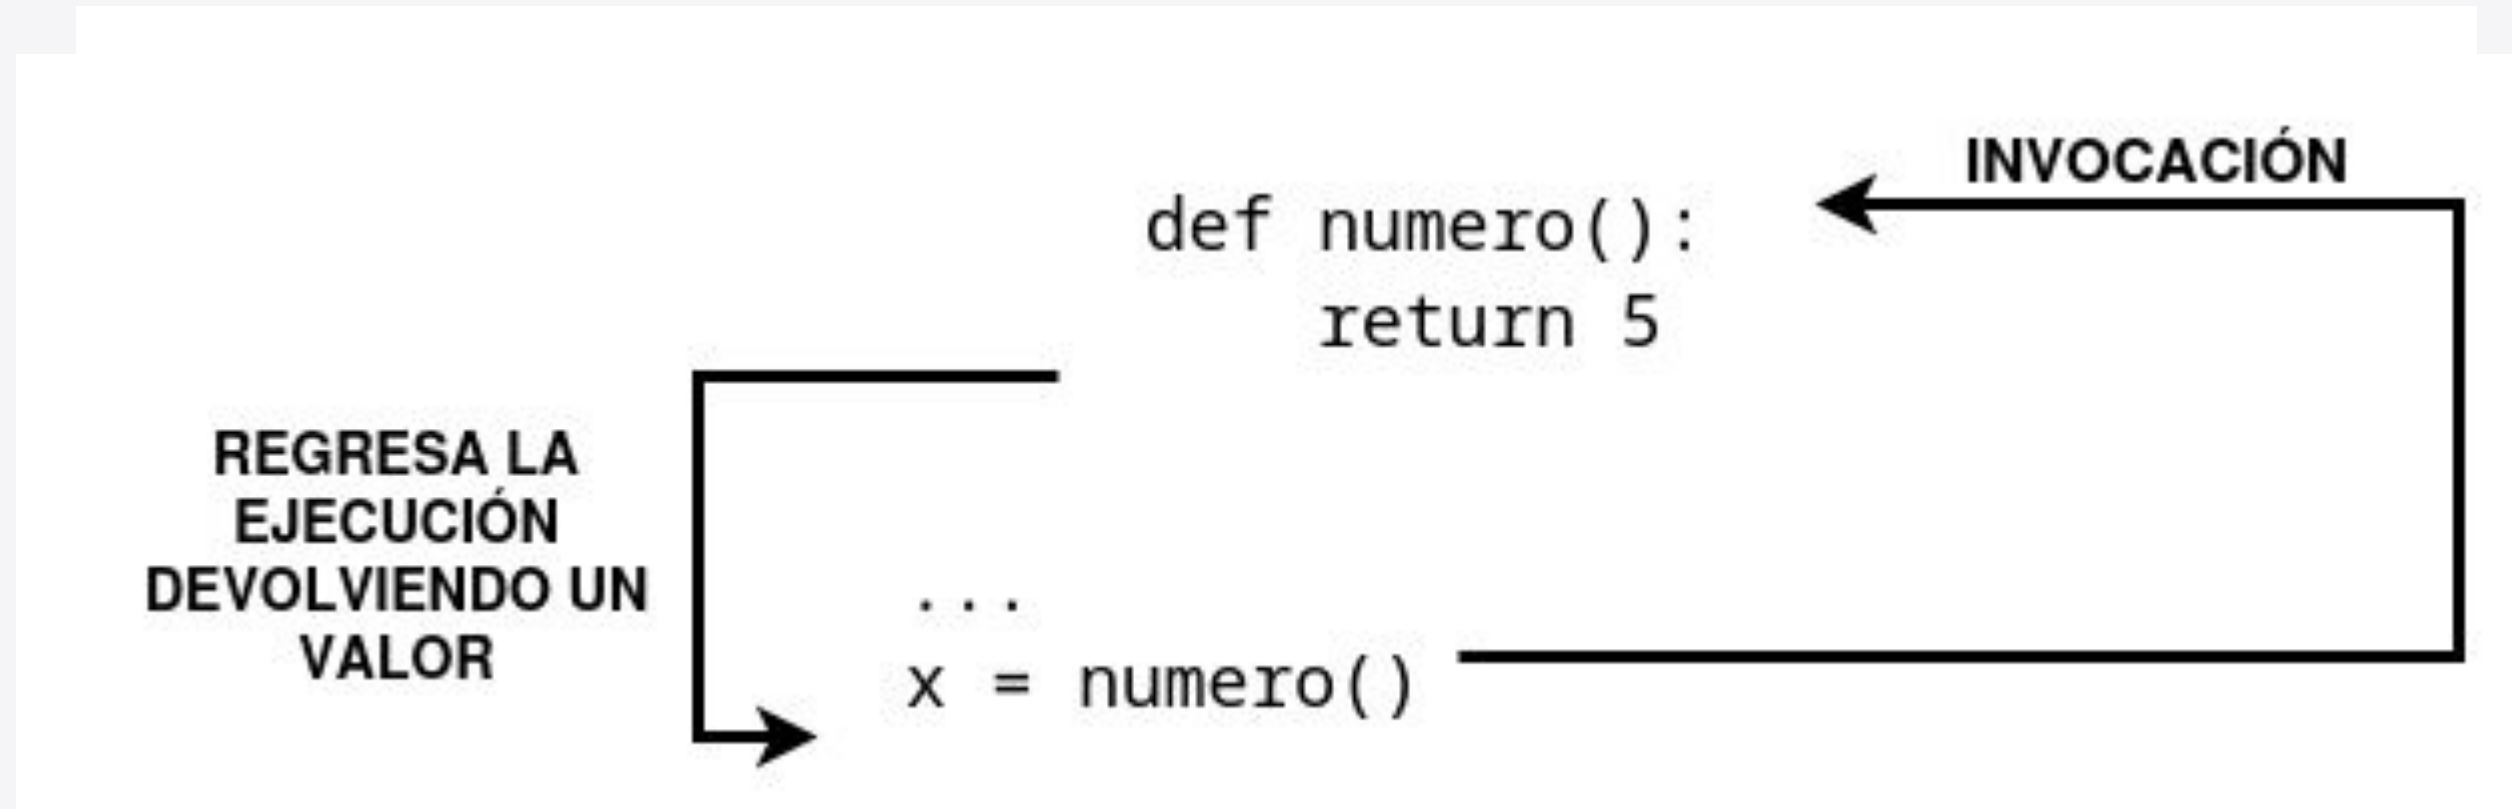 INVOCACIÓN
def numero():
    return 5
REGRESA LA
EJECUCIÓN
DEVOLVIENDO UN
VALOR
...
x = numero()